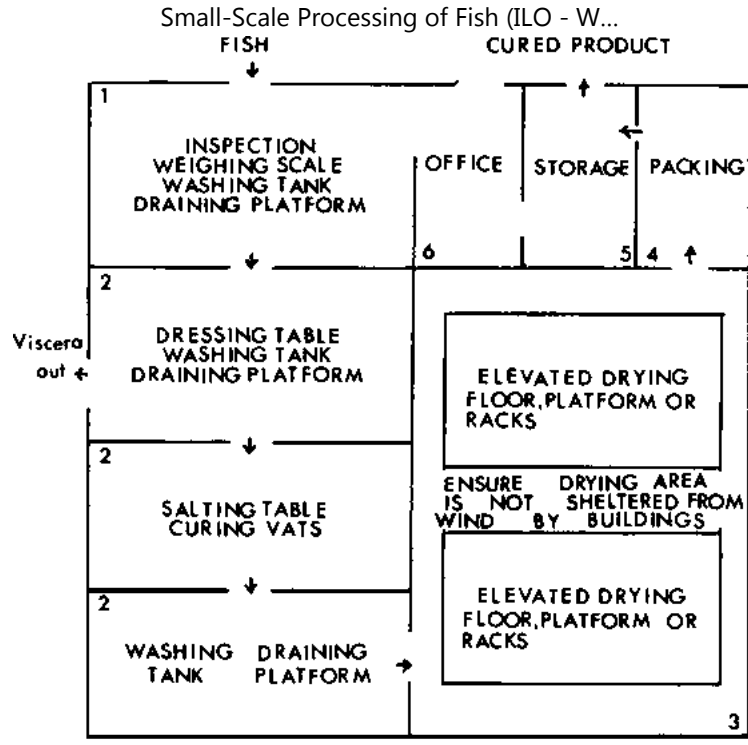 Small-Scale Processing of Fish (ILO - W...
FISH
CURED PRODUCT
1
INSPECTION
WEIGHING SCALE
WASHING TANK
DRAINING PLATFORM
OFFICE
STORAGE
PACKING
6
5
4
2
Viscera
out
DRESSING TABLE
WASHING TANK
DRAINING PLATFORM
2
SALTING TABLE
CURING VATS
2
WASHING DRAINING
TANK PLATFORM
ELEVATED DRYING
FLOOR, PLATFORM OR
RACKS
ENSURE DRYING AREA
IS NOT SHELTERED FROM
WIND BY BUILDINGS
ELEVATED DRYING
FLOOR, PLATFORM OR
RACKS
3